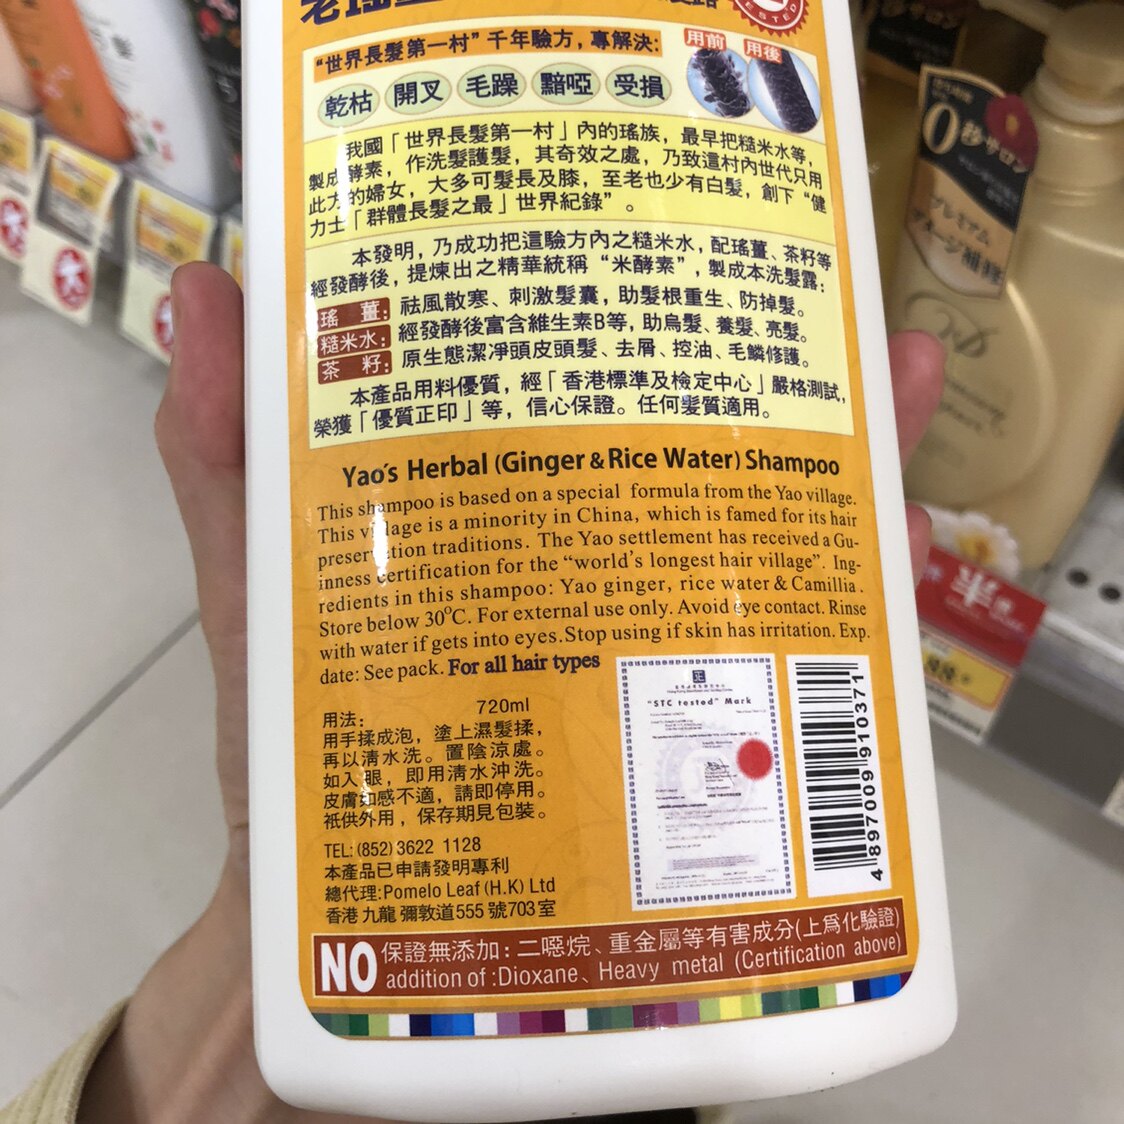 用前 用後
"世界長髮第一村" 千年驗方，專解決:
乾枯 開叉 毛躁 黯啞 受損
我國「世界長髮第一村」內的瑤族，最早把糙米水等，
製成酵素，作洗髮護髮，其奇效之處，乃致這村內世代只用
此方的婦女，大多可髮長及膝，至老也少有白髮，創下"健
力士「群體長髮之最」世界紀錄"。
本發明，乃成功把這驗方內之糙米水，配瑤薑、茶籽等
經發酵後，提煉出之精華統稱"米酵素"，製成本洗髮露:
瑤薑: 祛風散寒、刺激髮囊，助髮根重生、防掉髮。
糙米水: 經發酵後富含維生素B等，助烏髮、養髮、亮髮。
茶籽: 原生態潔凈頭皮頭髮、去屑、控油、毛鱗修護。
本產品用料優質，經「香港標準及檢定中心」嚴格測試，
榮獲「優質正印」等，信心保證。任何髮質適用。
Yao's Herbal (Ginger & Rice Water) Shampoo
This shampoo is based on a special formula from the Yao village.
This village is a minority in China, which is famed for its hair
preservation traditions. The Yao settlement has received a Gu-
inness certification for the "world's longest hair village". Ing-
redients in this shampoo: Yao ginger, rice water & Camillia.
Store below 30°C. For external use only. Avoid eye contact. Rinse
with water if gets into eyes.Stop using if skin has irritation. Exp.
date: See pack. For all hair types
720ml
用法:
用手揉成泡，塗上濕髮揉，
再以清水洗。置陰涼處。
如入眼，即用清水沖洗。
皮膚如感不適，請即停用。
祇供外用，保存期見包裝。
TEL: (852) 3622 1128
本產品已申請發明專利
總代理:Pomelo Leaf (H.K) Ltd
香港九龍彌敦道555號703室
"STC tested" Mark
4 897009 910371
NO 保證無添加: 二噁烷、重金屬等有害成分(上爲化驗證)
addition of :Dioxane、Heavy metal (Certification above)
0秒サロン
プレミアム
ダメージ補修
半